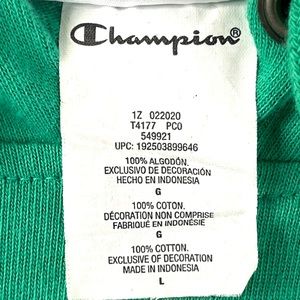 Champion®
1Z 022020
T4177 PC0
549921
UPC: 192503899646
100% ALGODÓN.
EXCLUSIVO DE DECORACIÓN
HECHO EN INDONESIA
G
100% COTON.
DÉCORATION NON COMPRISE
FABRIQUÉ EN INDONÉSIE
G
100% COTTON.
EXCLUSIVE OF DECORATION
MADE IN INDONESIA
L